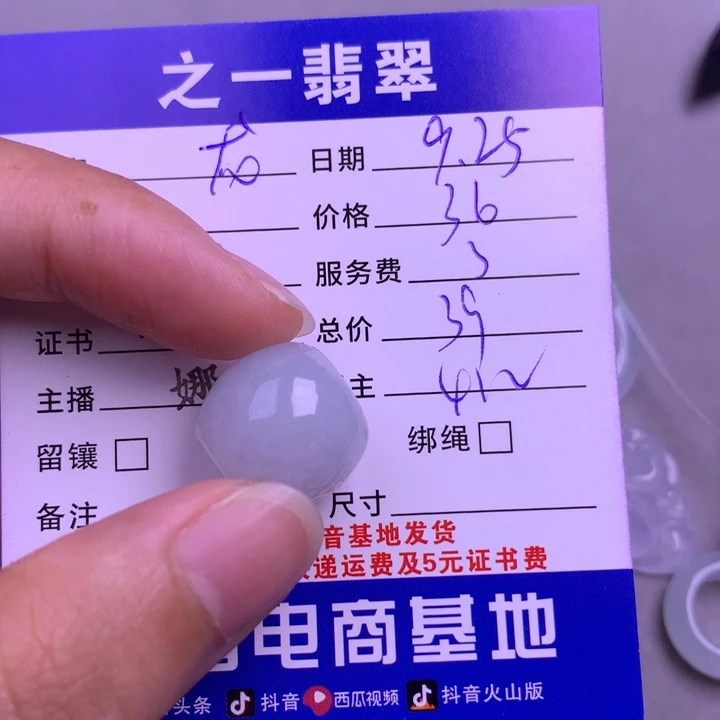 之一翡翠
龙 日期 9.25
价格 36
服务费 3
证书 总价 39
主播 娜 主
留镶 绑绳
备注 尺寸
音基地发货
递运费及5元证书费
电商基地
头条 抖音 西瓜视频 抖音火山版